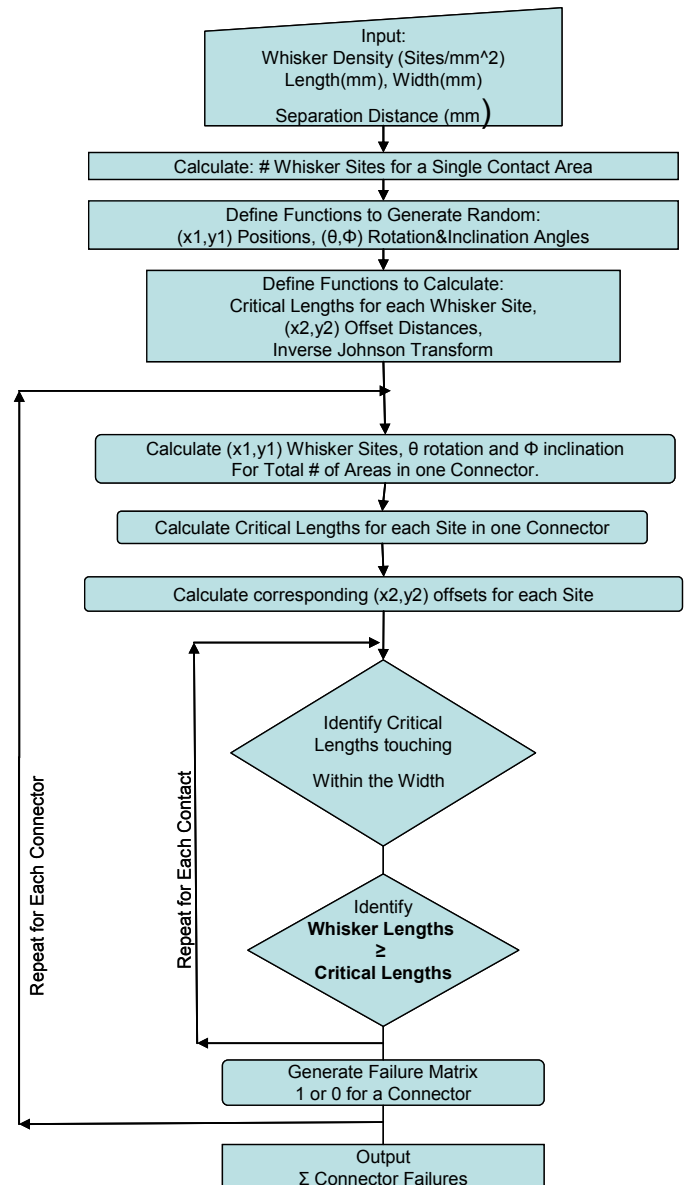 Input:
Whisker Density (Sites/mm^2)
Length(mm), Width(mm)
Separation Distance (mm)
Calculate: # Whisker Sites for a Single Contact Area
Define Functions to Generate Random:
(x1,y1) Positions, (θ,Φ) Rotation&Inclination Angles
Define Functions to Calculate:
Critical Lengths for each Whisker Site,
(x2,y2) Offset Distances,
Inverse Johnson Transform
Calculate (x1,y1) Whisker Sites, θ rotation and Φ inclination
For Total # of Areas in one Connector.
Calculate Critical Lengths for each Site in one Connector
Calculate corresponding (x2,y2) offsets for each Site
Identify Critical
Lengths touching
Within the Width
Identify
Whisker Lengths
≥
Critical Lengths
Repeat for Each Contact
Generate Failure Matrix
1 or 0 for a Connector
Repeat for Each Connector
Output
Σ Connector Failures